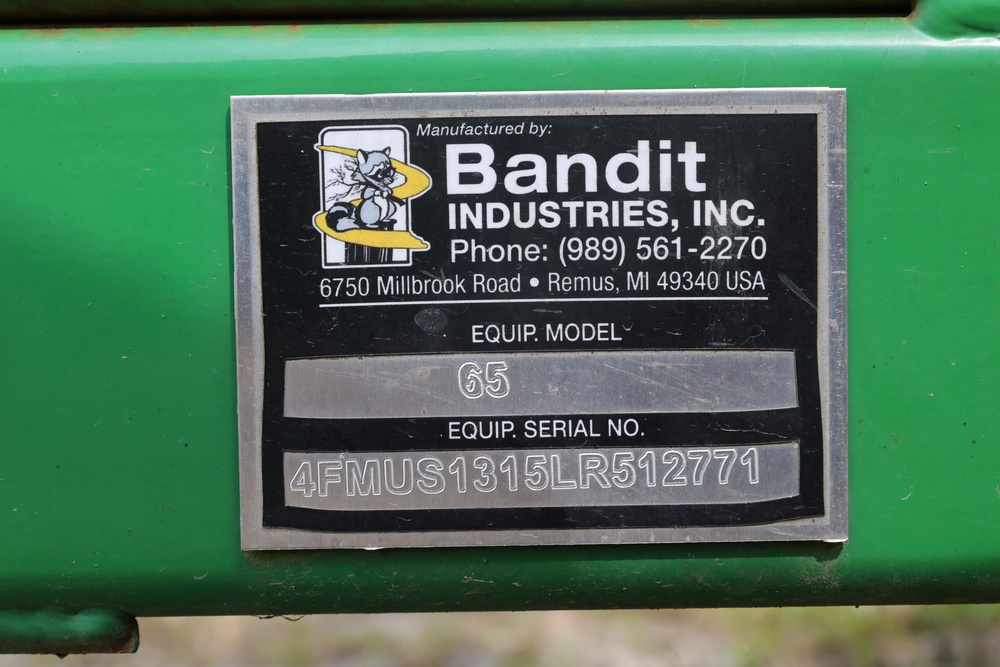 Manufactured by:
Bandit
INDUSTRIES, INC.
Phone: (989) 561-2270
6750 Millbrook Road • Remus, MI 49340 USA
EQUIP. MODEL
65
EQUIP. SERIAL NO.
4FMUS1315LR512771